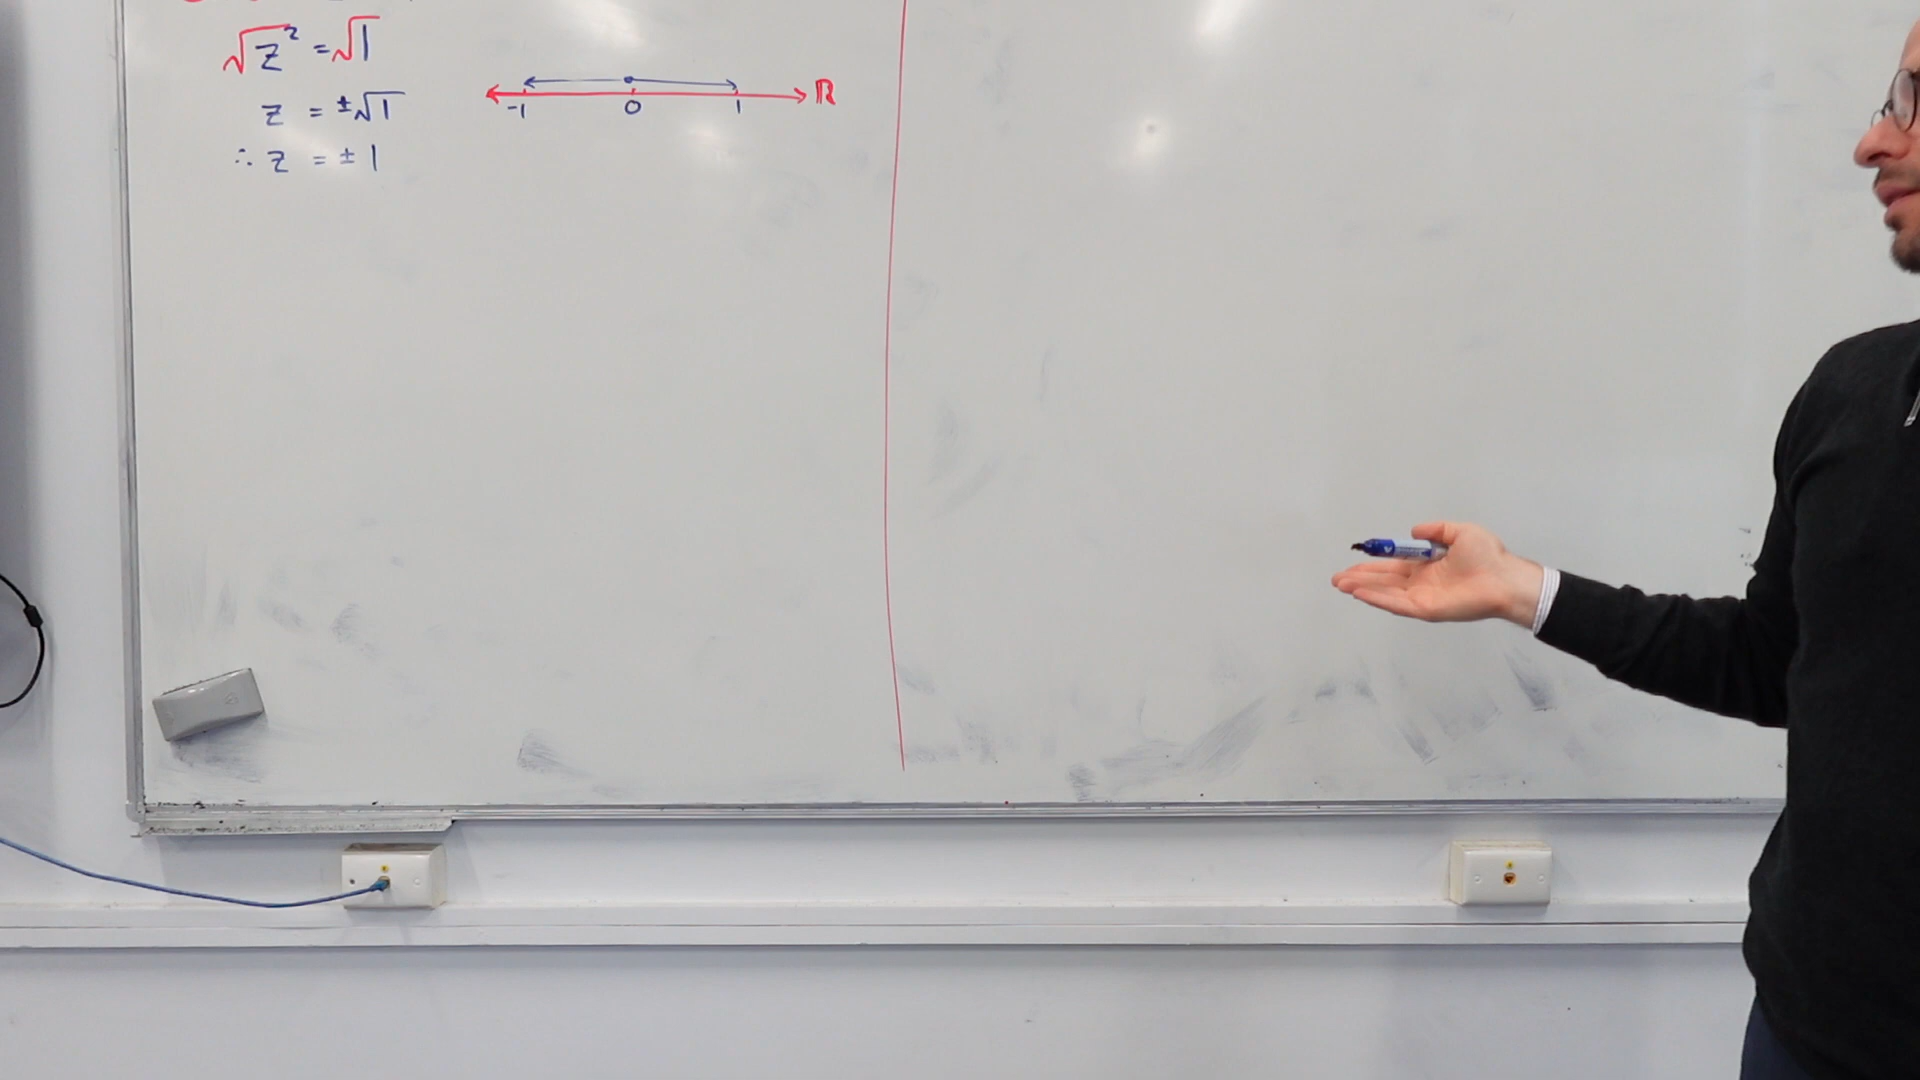 √z² = √1
z = ±√1
∴ z = ± 1
-1 0 1 ℝ